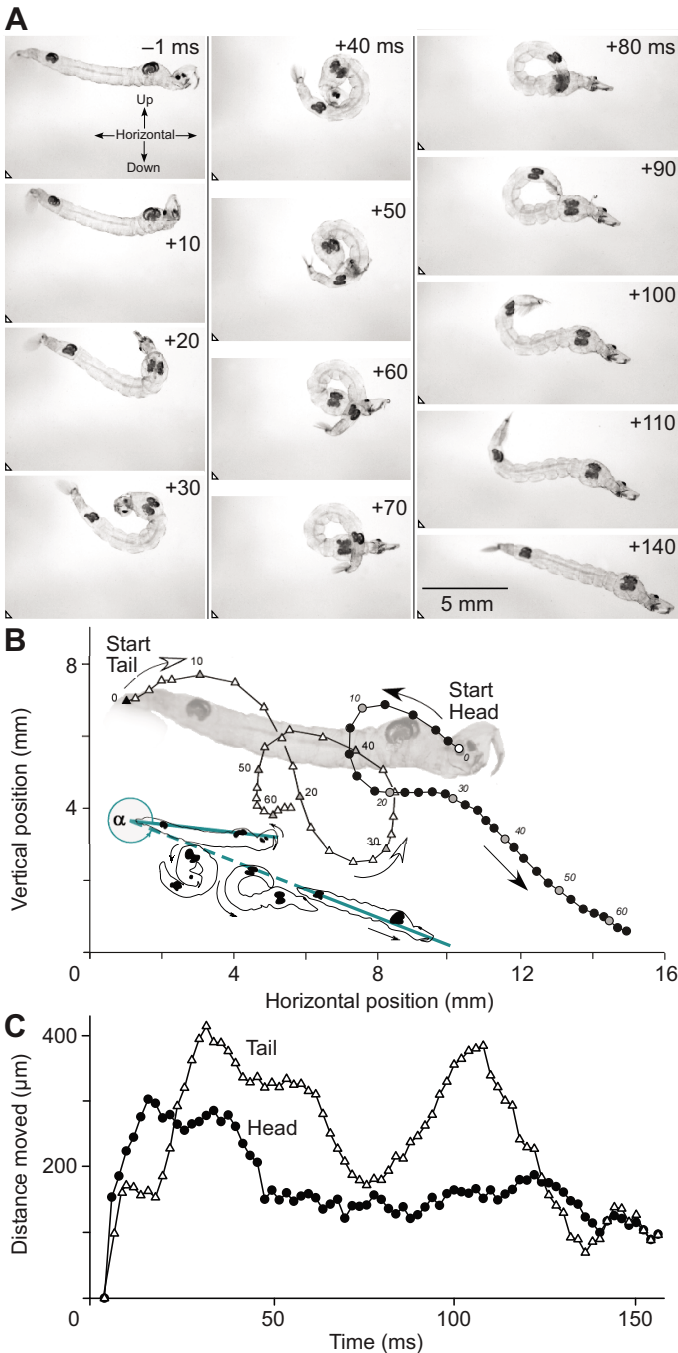 A
–1 ms
Up
Horizontal
Down
+10
+20
+30
+40 ms
+50
+60
+70
+80 ms
+90
+100
+110
+140
5 mm
B
Start
Tail
Start
Head
0
10
20
30
40
50
60
0
10
20
30
40
50
60
α
8
4
0
0
4
8
12
16
Vertical position (mm)
Horizontal position (mm)
C
400
200
0
0
50
100
150
Tail
Head
Distance moved (μm)
Time (ms)